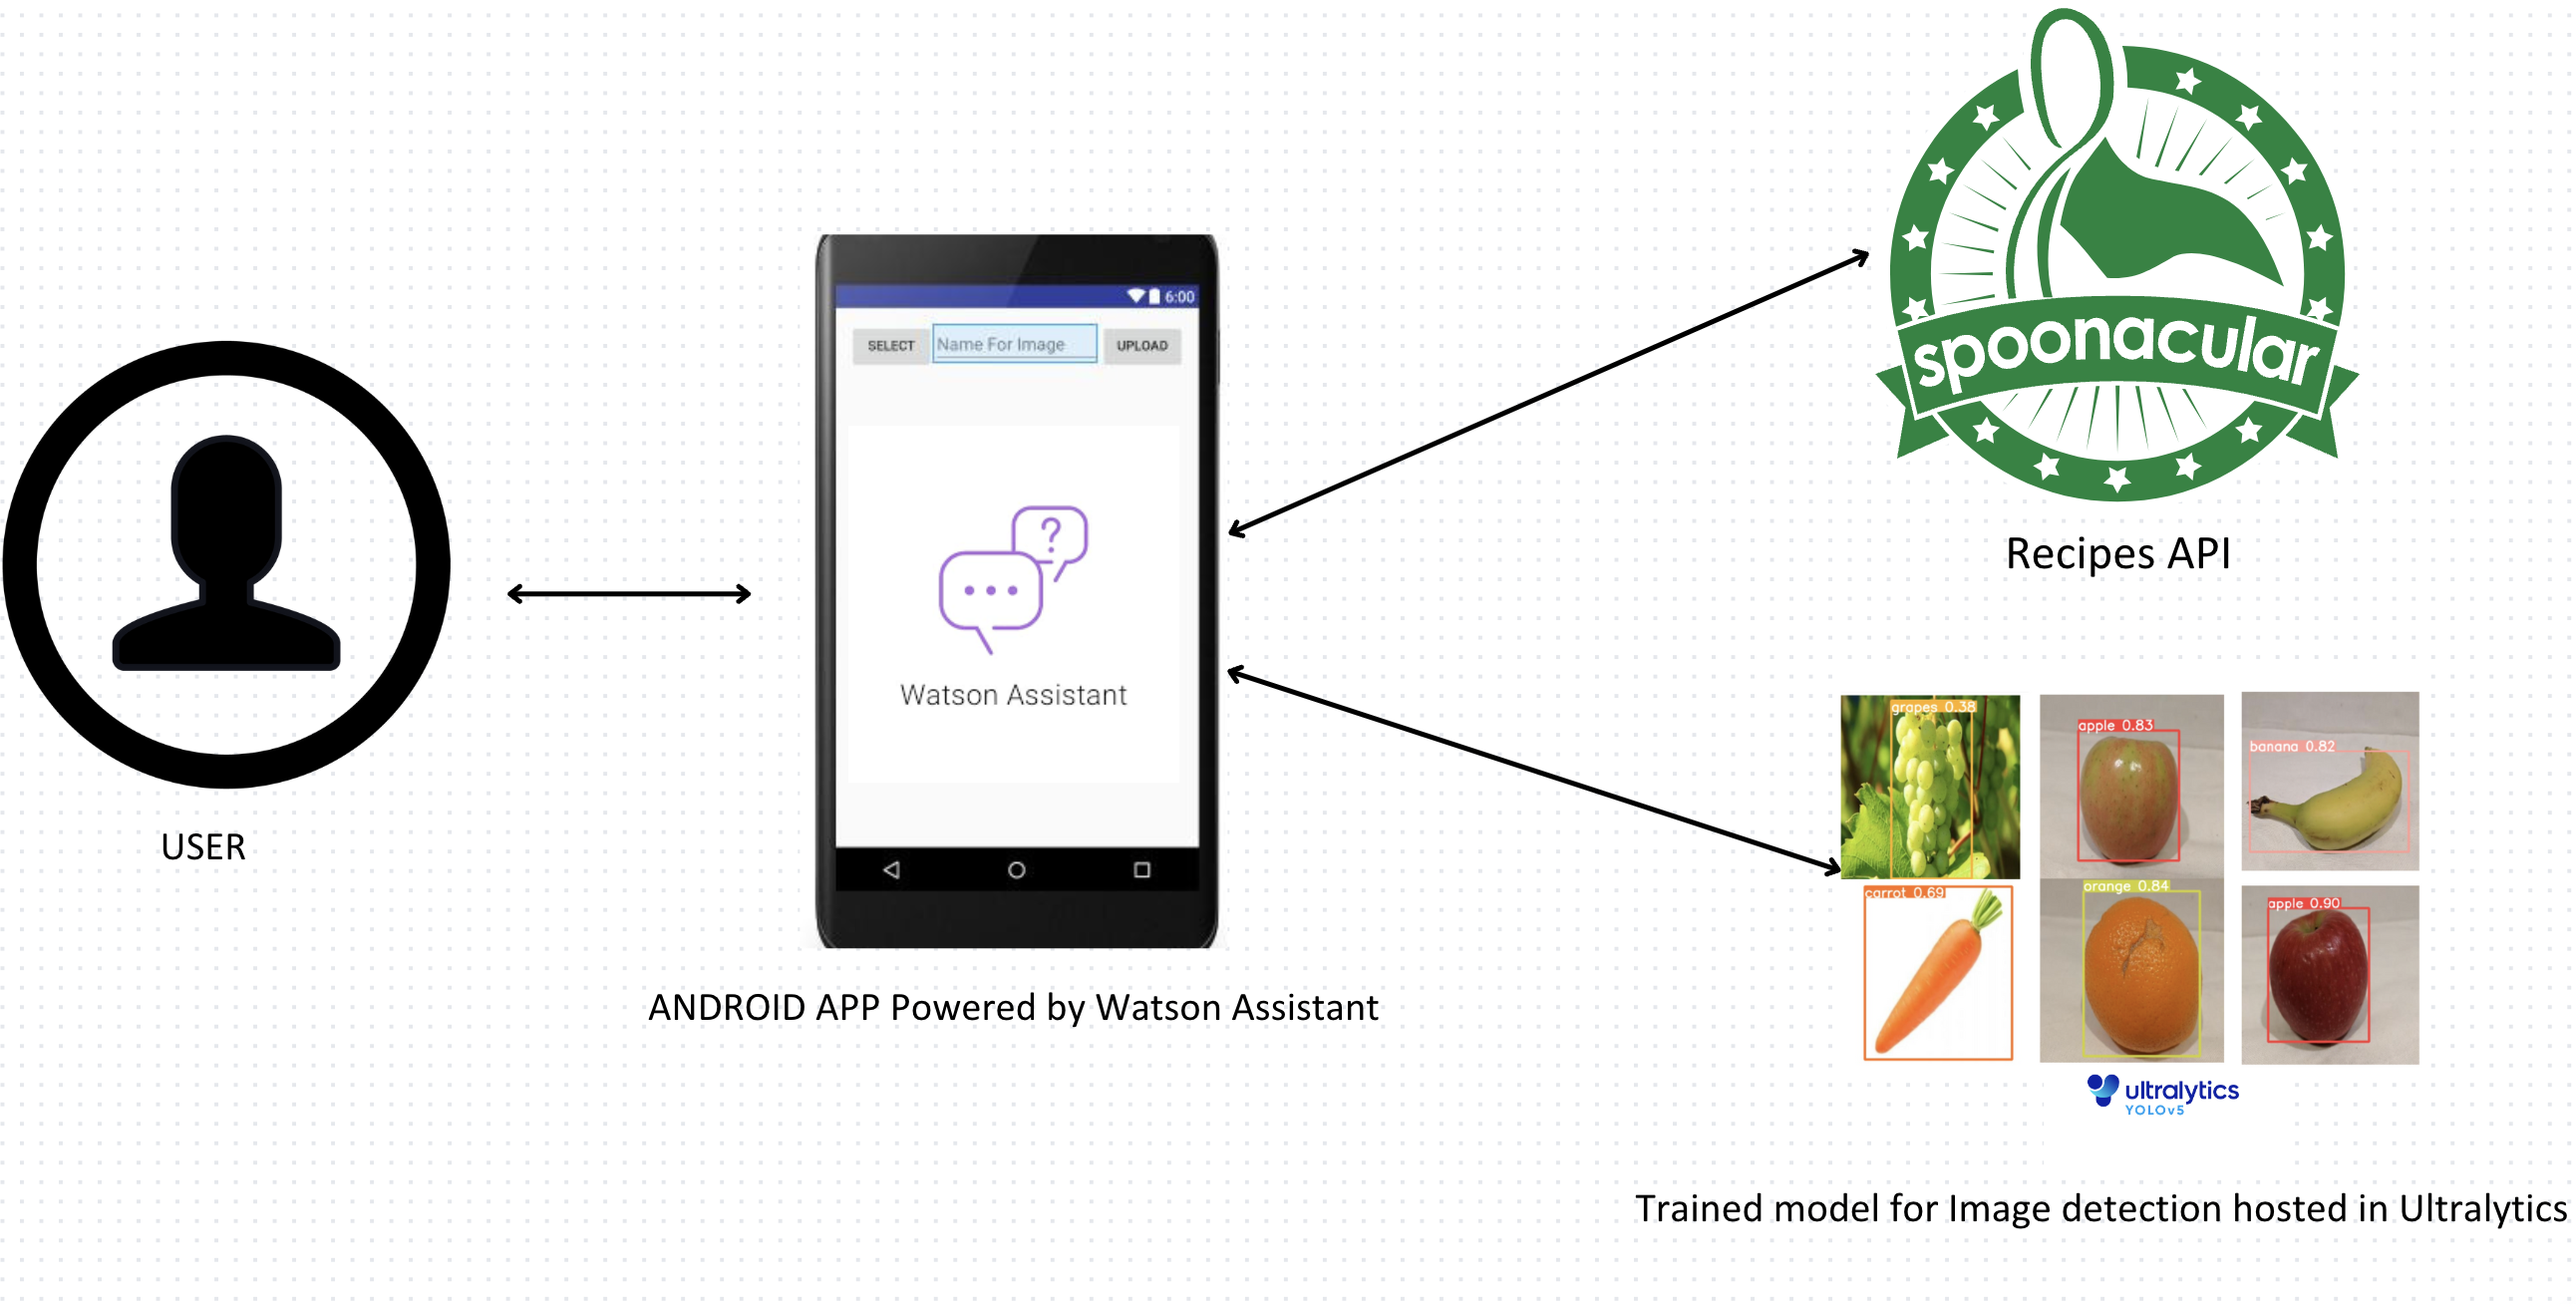 6:00
SELECT
Name For Image
UPLOAD
Watson Assistant
USER
ANDROID APP Powered by Watson Assistant
spoonacular
Recipes API
grapes 0.38
apple 0.83
banana 0.82
carrot 0.69
orange 0.84
apple 0.90
ultralytics
YOLOv5
Trained model for Image detection hosted in Ultralytics